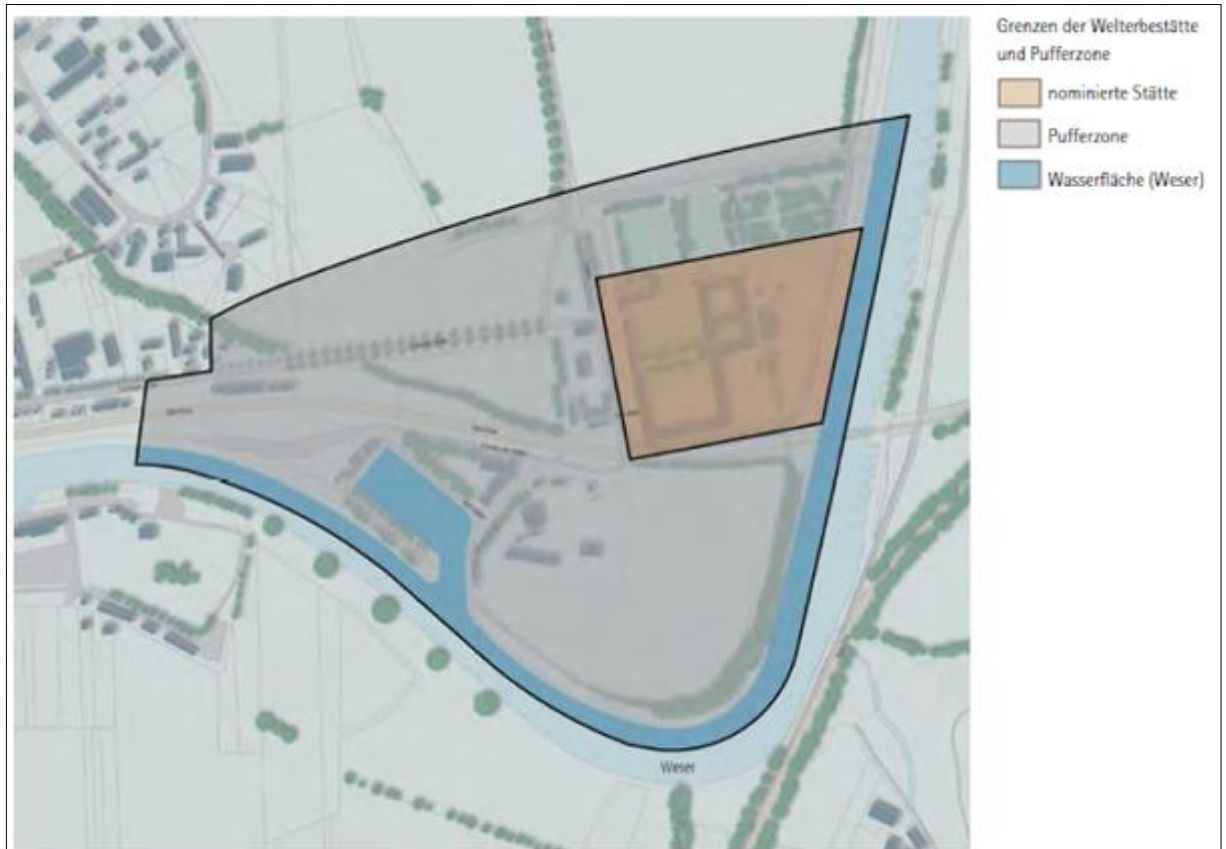 Grenzen der Welterbestätte
und Pufferzone
nominierte Stätte
Pufferzone
Wasserfläche (Weser)
Weser